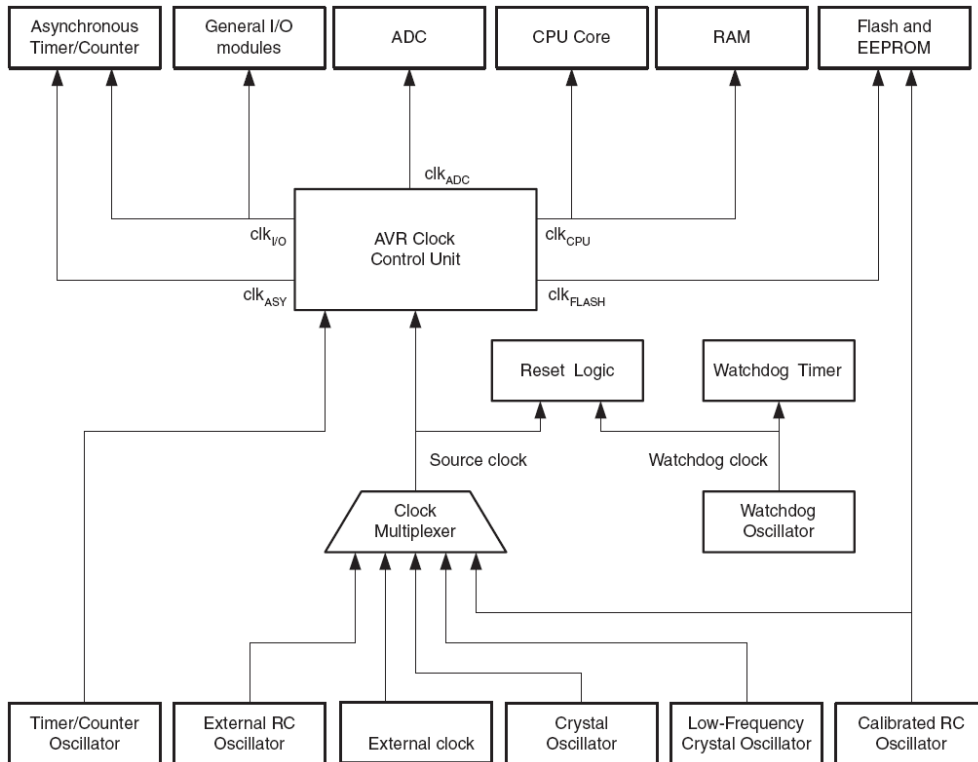 Asynchronous
Timer/Counter
General I/O
modules
ADC
CPU Core
RAM
Flash and
EEPROM
clkADC
clkI/O
AVR Clock
Control Unit
clkCPU
clkASY
clkFLASH
Reset Logic
Watchdog Timer
Source clock
Watchdog clock
Clock
Multiplexer
Watchdog
Oscillator
Timer/Counter
Oscillator
External RC
Oscillator
External clock
Crystal
Oscillator
Low-Frequency
Crystal Oscillator
Calibrated RC
Oscillator